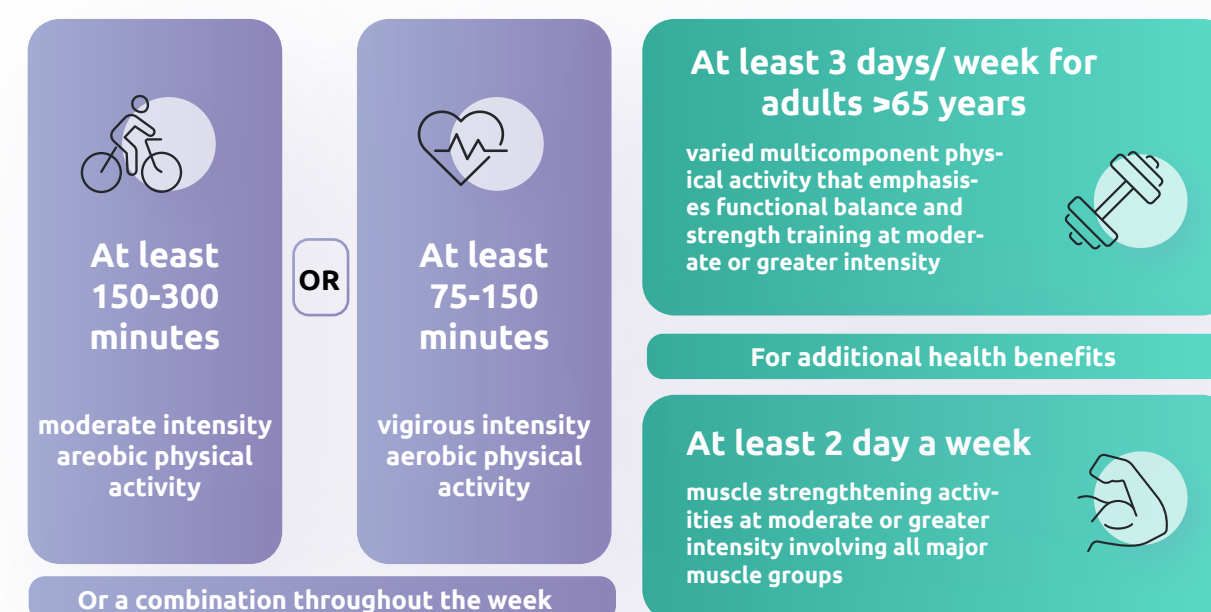 At least
150-300
minutes
moderate intensity
areobic physical
activity
OR
At least
75-150
minutes
vigirous intensity
aerobic physical
activity
Or a combination throughout the week
At least 3 days/ week for
adults >65 years
varied multicomponent phys-
ical activity that emphasis-
es functional balance and
strength training at moder-
ate or greater intensity
For additional health benefits
At least 2 day a week
muscle strengthtening activ-
ities at moderate or greater
intensity involving all major
muscle groups